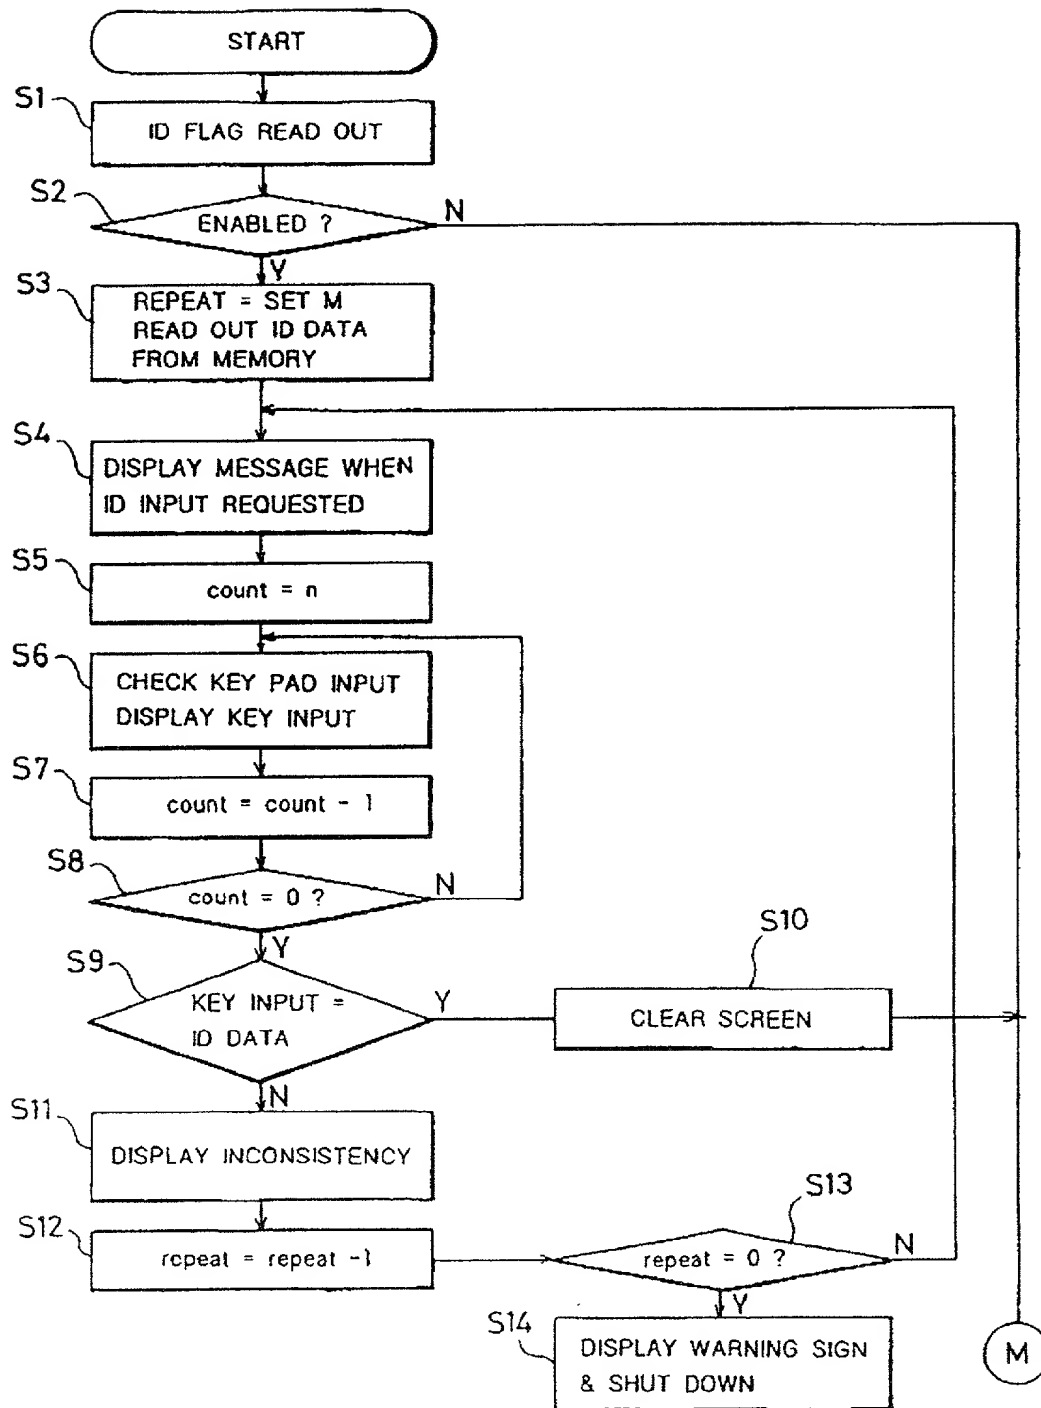 START
S1
ID FLAG READ OUT
S2
ENABLED ?
N
Y
S3
REPEAT = SET M
READ OUT ID DATA
FROM MEMORY
S4
DISPLAY MESSAGE WHEN
ID INPUT REQUESTED
S5
count = n
S6
CHECK KEY PAD INPUT
DISPLAY KEY INPUT
S7
count = count - 1
S8
count = 0 ?
N
Y
S9
KEY INPUT =
ID DATA
Y
S10
CLEAR SCREEN
N
S11
DISPLAY INCONSISTENCY
S12
repeat = repeat -1
S13
repeat = 0 ?
N
Y
S14
DISPLAY WARNING SIGN
& SHUT DOWN
M